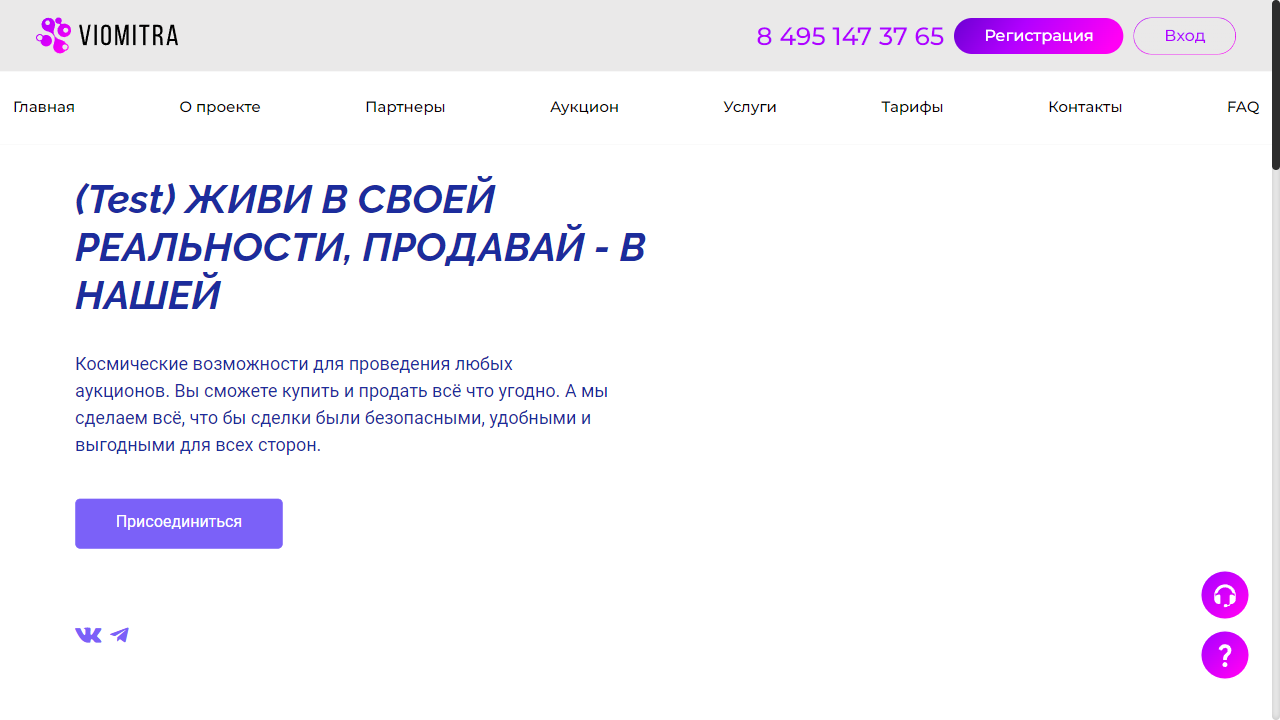 VIOMITRA
8 495 147 37 65
Регистрация
Вход
Главная
О проекте
Партнеры
Аукцион
Услуги
Тарифы
Контакты
FAQ
(Test) ЖИВИ В СВОЕЙ
РЕАЛЬНОСТИ, ПРОДАВАЙ - В
НАШЕЙ
Космические возможности для проведения любых
аукционов. Вы сможете купить и продать всё что угодно. А мы
сделаем всё, что бы сделки были безопасными, удобными и
выгодными для всех сторон.
Присоединиться